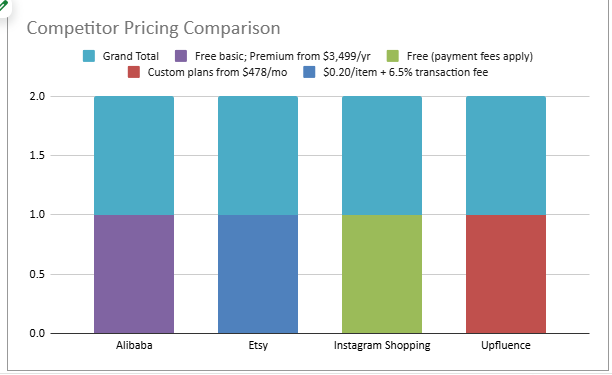 Competitor Pricing Comparison
Grand Total Free basic; Premium from $3,499/yr Free (payment fees apply)
Custom plans from $478/mo $0.20/item + 6.5% transaction fee
2.0
1.5
1.0
0.5
0.0
Alibaba Etsy Instagram Shopping Upfluence